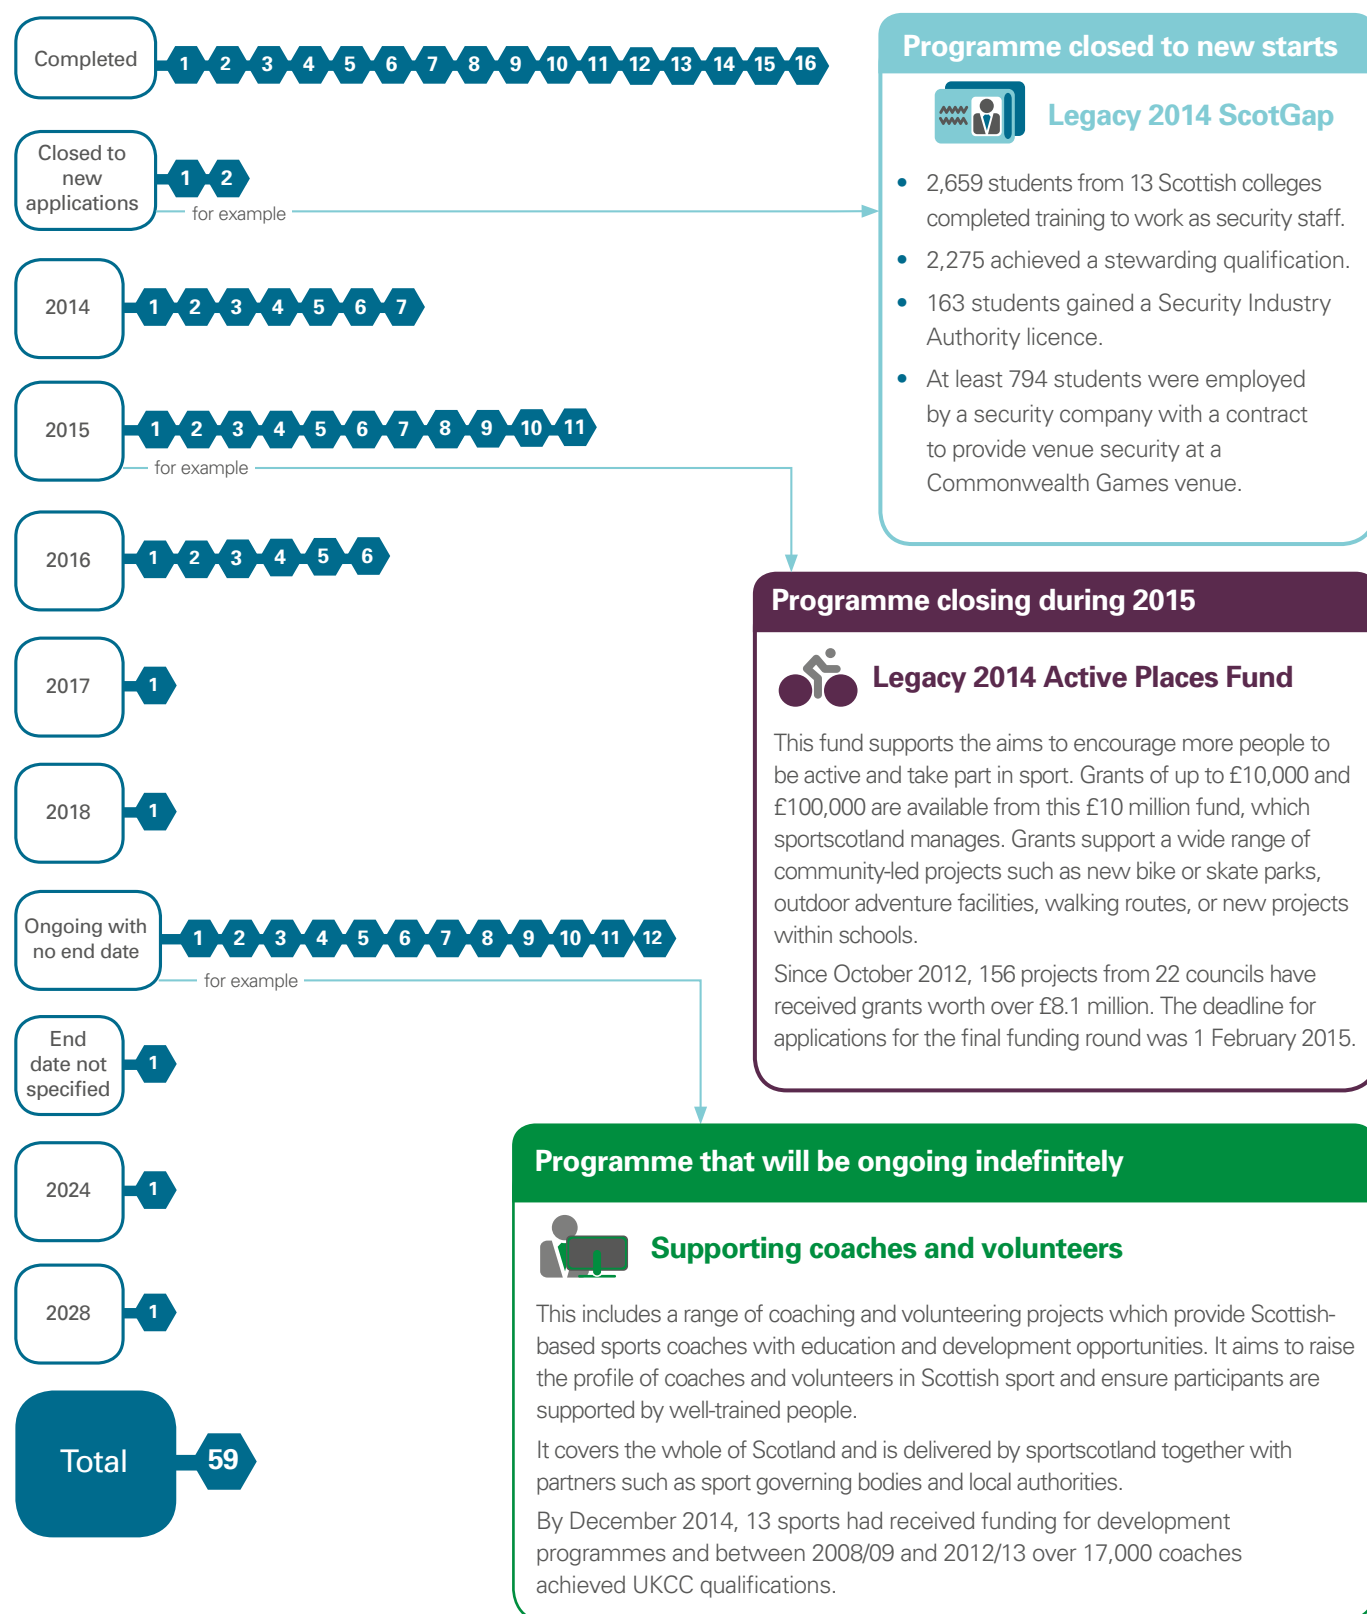 Completed
1 2 3 4 5 6 7 8 9 10 11 12 13 14 15 16
Closed to
new
applications
1 2
for example
2014
1 2 3 4 5 6 7
2015
1 2 3 4 5 6 7 8 9 10 11
for example
2016
1 2 3 4 5 6
2017
1
2018
1
Ongoing with
no end date
1 2 3 4 5 6 7 8 9 10 11 12
for example
End
date not
specified
1
2024
1
2028
1
Total
59
Programme closed to new starts
Legacy 2014 ScotGap
• 2,659 students from 13 Scottish colleges
completed training to work as security staff.
• 2,275 achieved a stewarding qualification.
• 163 students gained a Security Industry
Authority licence.
• At least 794 students were employed
by a security company with a contract
to provide venue security at a
Commonwealth Games venue.
Programme closing during 2015
Legacy 2014 Active Places Fund
This fund supports the aims to encourage more people to
be active and take part in sport. Grants of up to £10,000 and
£100,000 are available from this £10 million fund, which
sportscotland manages. Grants support a wide range of
community-led projects such as new bike or skate parks,
outdoor adventure facilities, walking routes, or new projects
within schools.
Since October 2012, 156 projects from 22 councils have
received grants worth over £8.1 million. The deadline for
applications for the final funding round was 1 February 2015.
Programme that will be ongoing indefinitely
Supporting coaches and volunteers
This includes a range of coaching and volunteering projects which provide Scottish-
based sports coaches with education and development opportunities. It aims to raise
the profile of coaches and volunteers in Scottish sport and ensure participants are
supported by well-trained people.
It covers the whole of Scotland and is delivered by sportscotland together with
partners such as sport governing bodies and local authorities.
By December 2014, 13 sports had received funding for development
programmes and between 2008/09 and 2012/13 over 17,000 coaches
achieved UKCC qualifications.